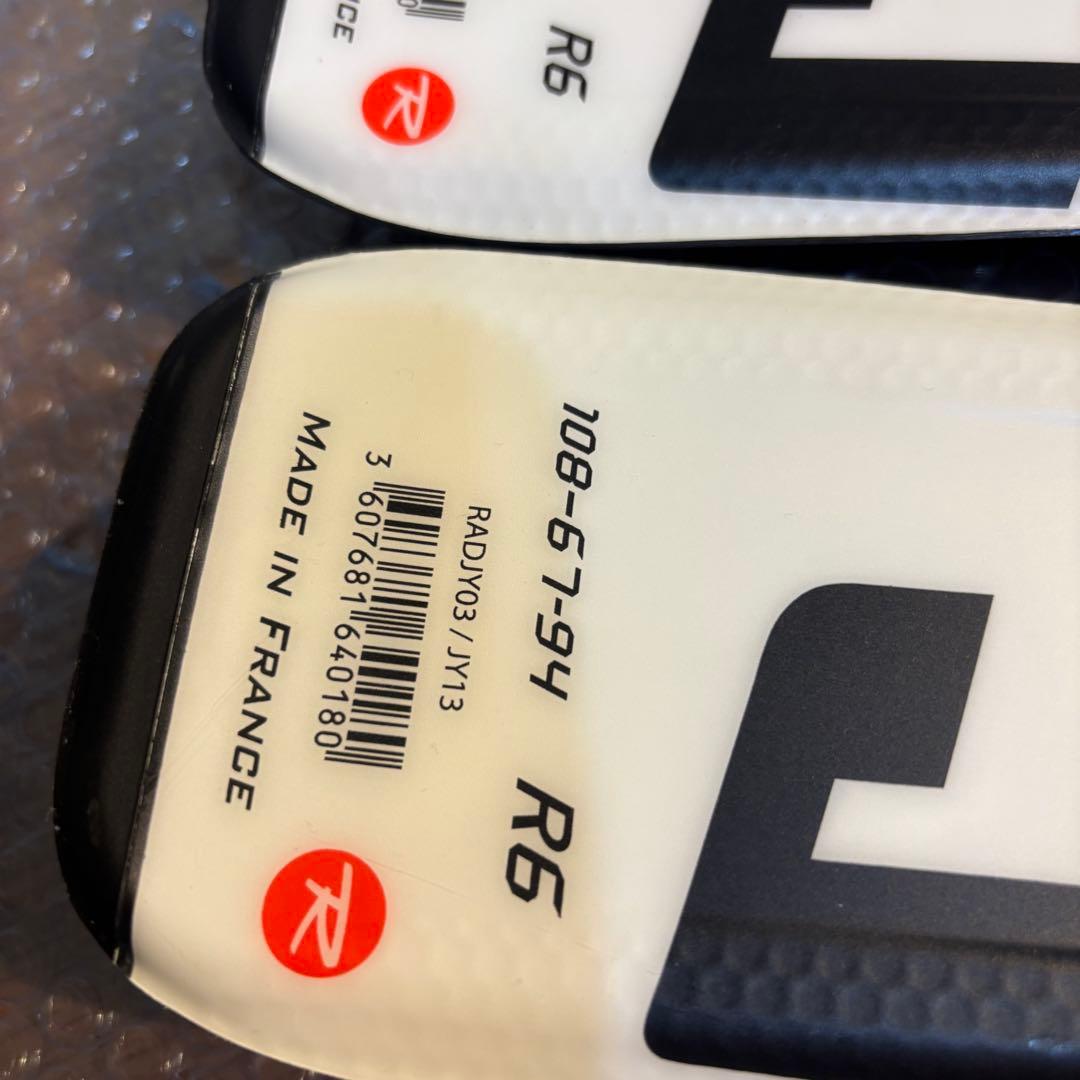 R6
R
108-67-94 R6
RADJY03 / JY13
3 607681 640180
MADE IN FRANCE
R